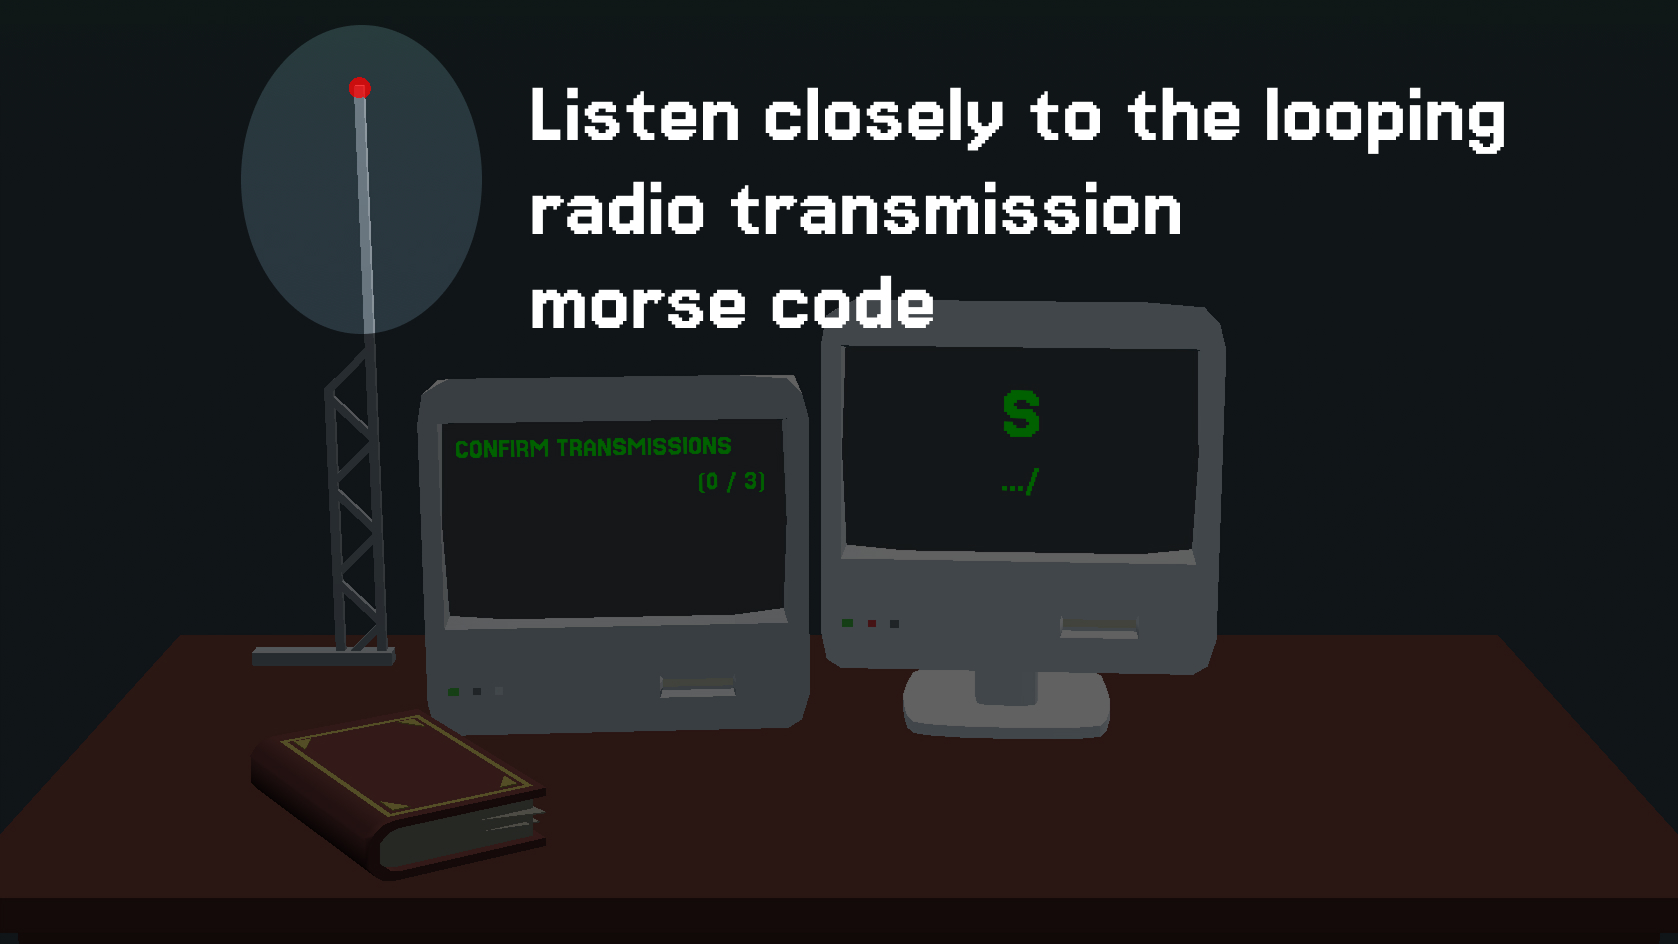 Listen closely to the looping
radio transmission
morse code
CONFIRM TRANSMISSIONS
(0 / 3)
S
.../